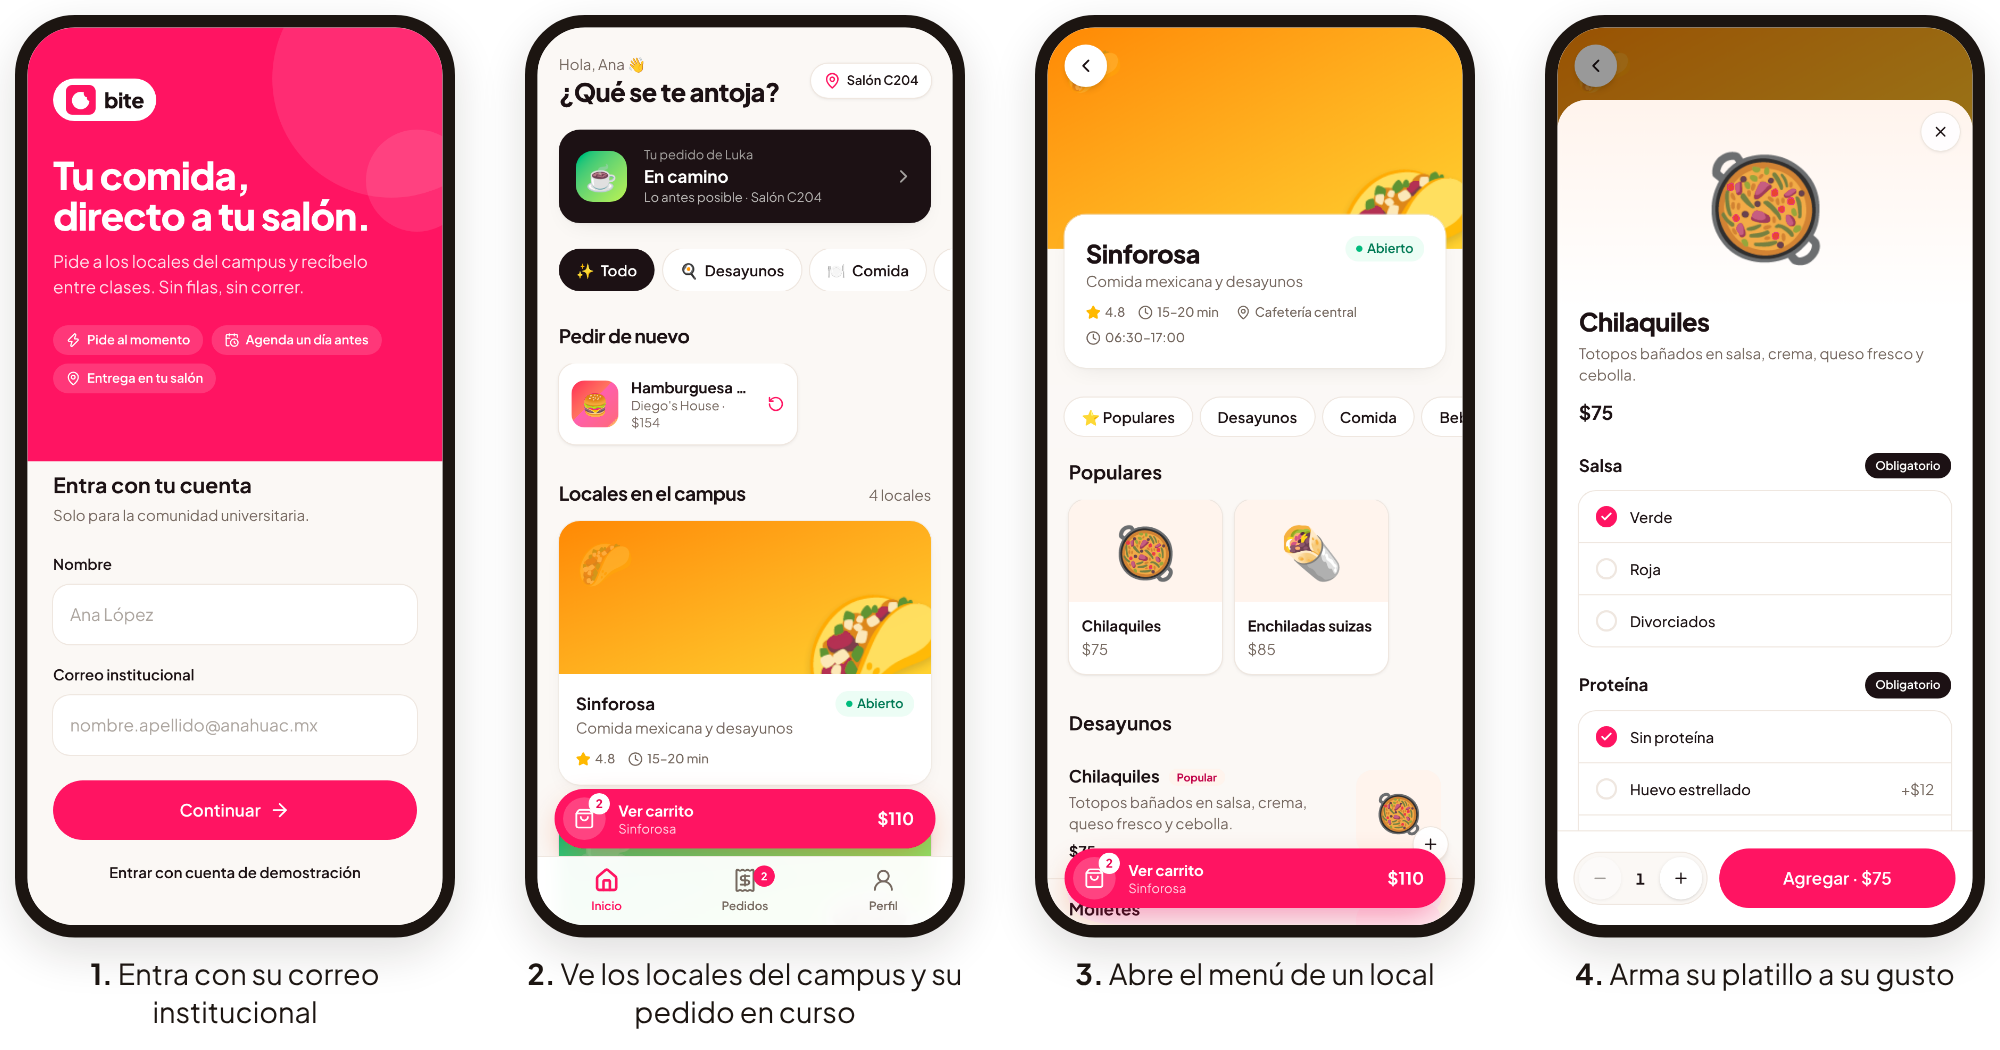 bite
Tu comida,
directo a tu salón.
Pide a los locales del campus y recíbelo
entre clases. Sin filas, sin correr.
Pide al momento
Agenda un día antes
Entrega en tu salón
Entra con tu cuenta
Solo para la comunidad universitaria.
Nombre
Ana López
Correo institucional
nombre.apellido@anahuac.mx
Continuar →
Entrar con cuenta de demostración
1. Entra con su correo
institucional
Hola, Ana 👋
¿Qué se te antoja?
Salón C204
Tu pedido de Luka
En camino
Lo antes posible · Salón C204
✨ Todo
🍳 Desayunos
🍽️ Comida
Pedir de nuevo
Hamburguesa ...
Diego's House ·
$154
Locales en el campus
4 locales
Sinforosa
Abierto
Comida mexicana y desayunos
4.8
15–20 min
2
Ver carrito
Sinforosa
$110
2
Inicio
Pedidos
Perfil
2. Ve los locales del campus y su
pedido en curso
Sinforosa
Abierto
Comida mexicana y desayunos
4.8
15–20 min
Cafetería central
06:30–17:00
⭐ Populares
Desayunos
Comida
Beb
Populares
Chilaquiles
$75
Enchiladas suizas
$85
Desayunos
Chilaquiles
Popular
Totopos bañados en salsa, crema,
queso fresco y cebolla.
$75
2
Ver carrito
Sinforosa
$110
Molletes
3. Abre el menú de un local
Chilaquiles
Totopos bañados en salsa, crema, queso fresco y
cebolla.
$75
Salsa
Obligatorio
Verde
Roja
Divorciados
Proteína
Obligatorio
Sin proteína
Huevo estrellado
+$12
1
Agregar · $75
4. Arma su platillo a su gusto